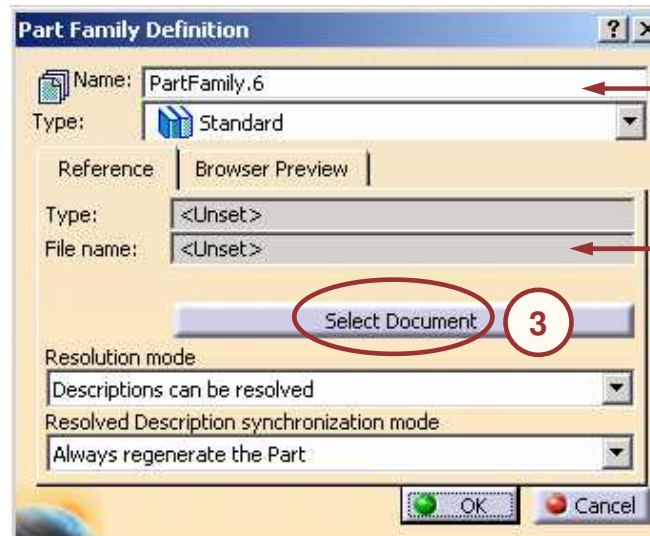 Part Family Definition ? X
Name: PartFamily.6
Type: Standard
Reference Browser Preview
Type: <Unset>
File name: <Unset>
Select Document 3
Resolution mode
Descriptions can be resolved
Resolved Description synchronization mode
Always regenerate the Part
OK Cancel